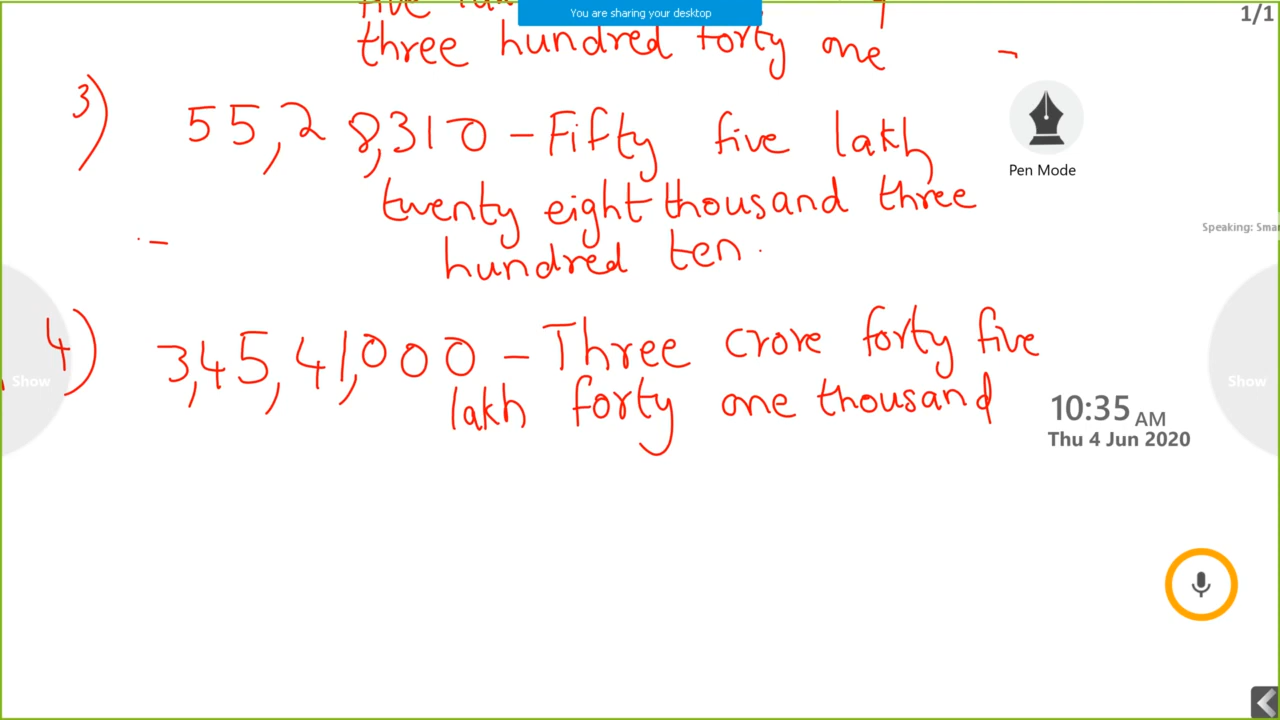 You are sharing your desktop
1/1
five
three hundred forty one
3) 55,28,310 - Fifty five lakh
Pen Mode
twenty eight thousand three
Speaking: Smar
hundred ten.
4) 3,45,41,000 - Three crore forty five
Show
Show
lakh forty one thousand
10:35 AM
Thu 4 Jun 2020